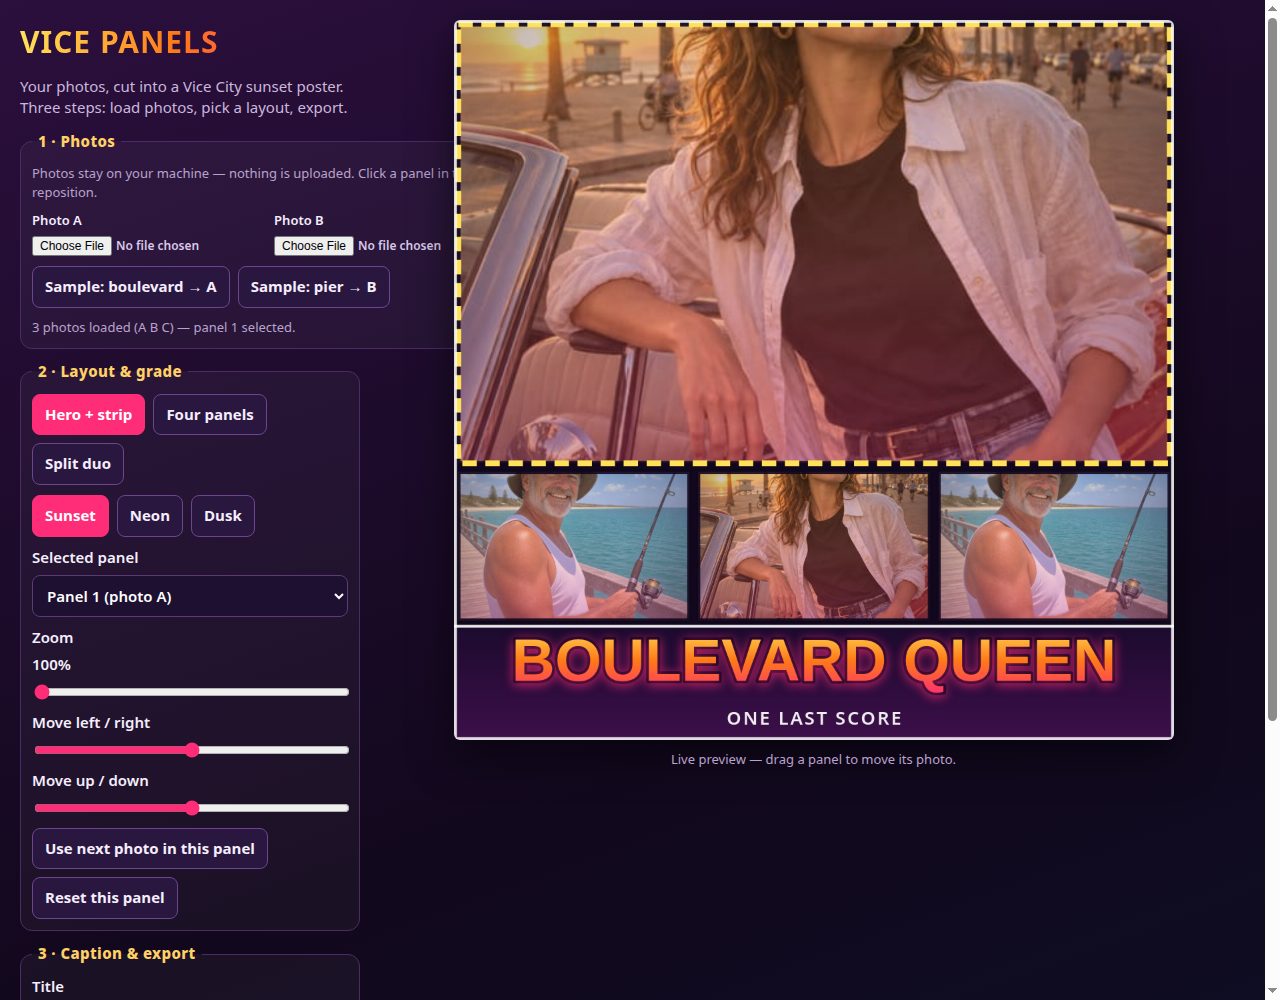 VICE PANELS
Your photos, cut into a Vice City sunset poster.
Three steps: load photos, pick a layout, export.
1 · Photos
Photos stay on your machine — nothing is uploaded. Click a panel in
reposition.
Photo A
Photo B
Choose File No file chosen
Choose File No file chosen
Sample: boulevard → A
Sample: pier → B
3 photos loaded (A B C) — panel 1 selected.
2 · Layout & grade
Hero + strip
Four panels
Split duo
Sunset
Neon
Dusk
Selected panel
Panel 1 (photo A)
Zoom
100%
Move left / right
Move up / down
Use next photo in this panel
Reset this panel
3 · Caption & export
Title
BOULEVARD QUEEN
ONE LAST SCORE
Live preview — drag a panel to move its photo.